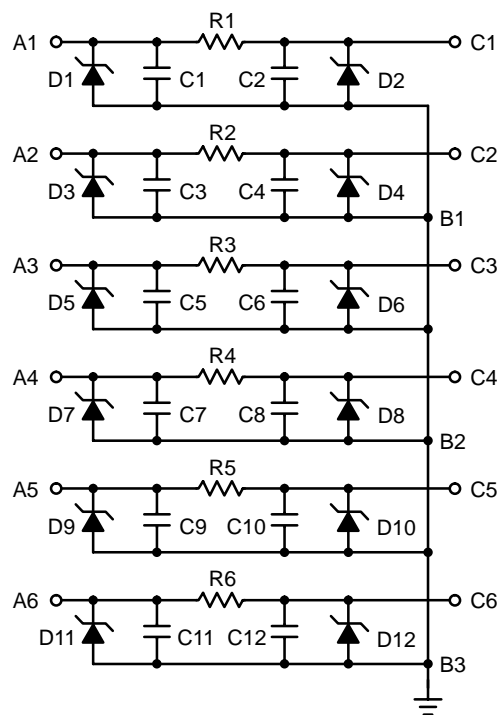 R1
A1 C1
D1 C1 C2 D2
R2
A2 C2
D3 C3 C4 D4
B1
R3
A3 C3
D5 C5 C6 D6
R4
A4 C4
D7 C7 C8 D8
B2
R5
A5 C5
D9 C9 C10 D10
R6
A6 C6
D11 C11 C12 D12
B3